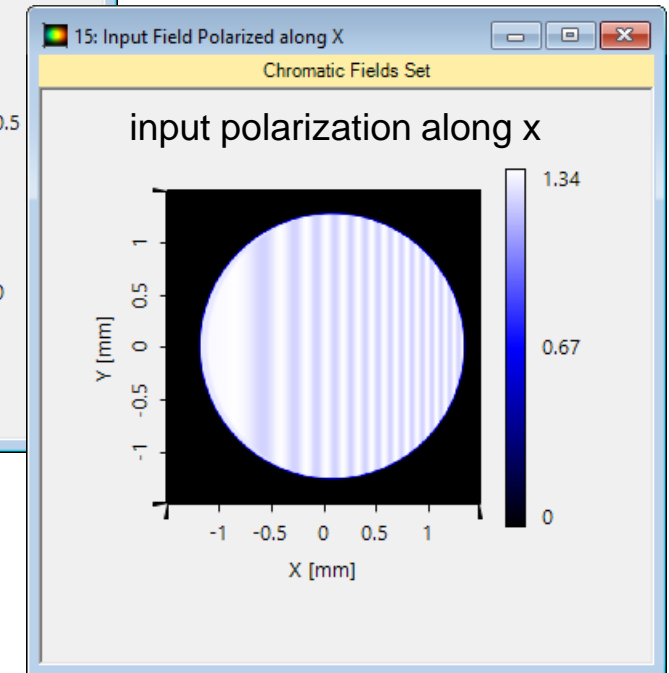 15: Input Field Polarized along X
Chromatic Fields Set
0.5
0
input polarization along x
1.34
0.67
0
Y [mm]
1
0.5
0
-0.5
-1
-1 -0.5 0 0.5 1
X [mm]